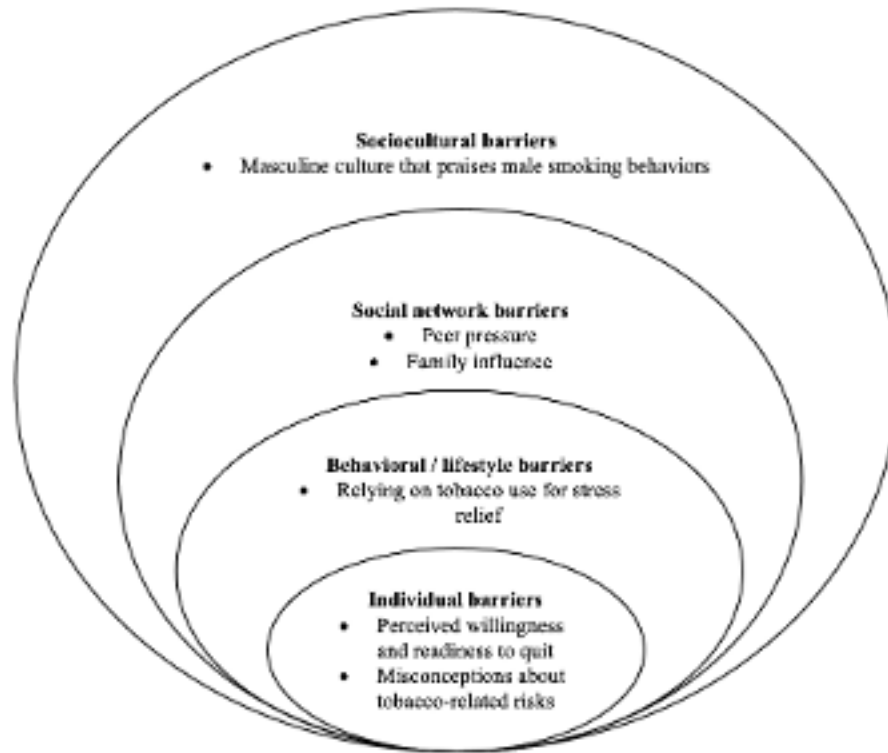 Sociocultural barriers
• Masculine culture that praises male smoking behaviors
Social network barriers
• Peer pressure
• Family influence
Behavioral / lifestyle barriers
• Relying on tobacco use for stress
relief
Individual barriers
• Perceived willingness
and readiness to quit
• Misconceptions about
tobacco-related risks